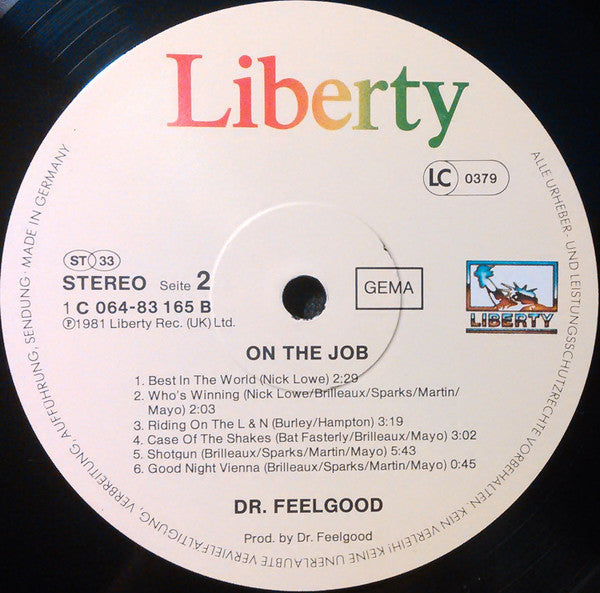 Liberty
LC 0379
ST 33
STEREO Seite 2
1 C 064-83 165 B
Ⓟ1981 Liberty Rec. (UK) Ltd.
GEMA
LIBERTY
ON THE JOB
1. Best In The World (Nick Lowe) 2:29
2. Who's Winning (Nick Lowe/Brilleaux/Sparks/Martin/
Mayo) 2:03
3. Riding On The L & N (Burley/Hampton) 3:19
4. Case Of The Shakes (Bat Fasterly/Brilleaux/Mayo) 3:02
5. Shotgun (Brilleaux/Sparks/Martin/Mayo) 5:43
6. Good Night Vienna (Brilleaux/Sparks/Martin/Mayo) 0:45
DR. FEELGOOD
Prod. by Dr. Feelgood
ALLE URHEBER- UND LEISTUNGSSCHUTZRECHTE VORBEHALTEN. KEIN VERLEIH! KEINE UNERLAUBTE VERVIELFÄLTIGUNG, VERBREITUNG, AUFFÜHRUNG, SENDUNG · MADE IN GERMANY